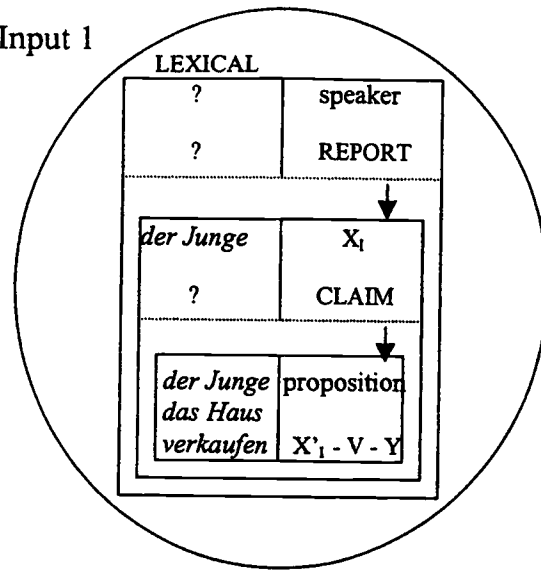 Input 1
LEXICAL
? speaker
? REPORT
der Junge X₁
? CLAIM
der Junge proposition
das Haus
verkaufen X'₁ - V - Y